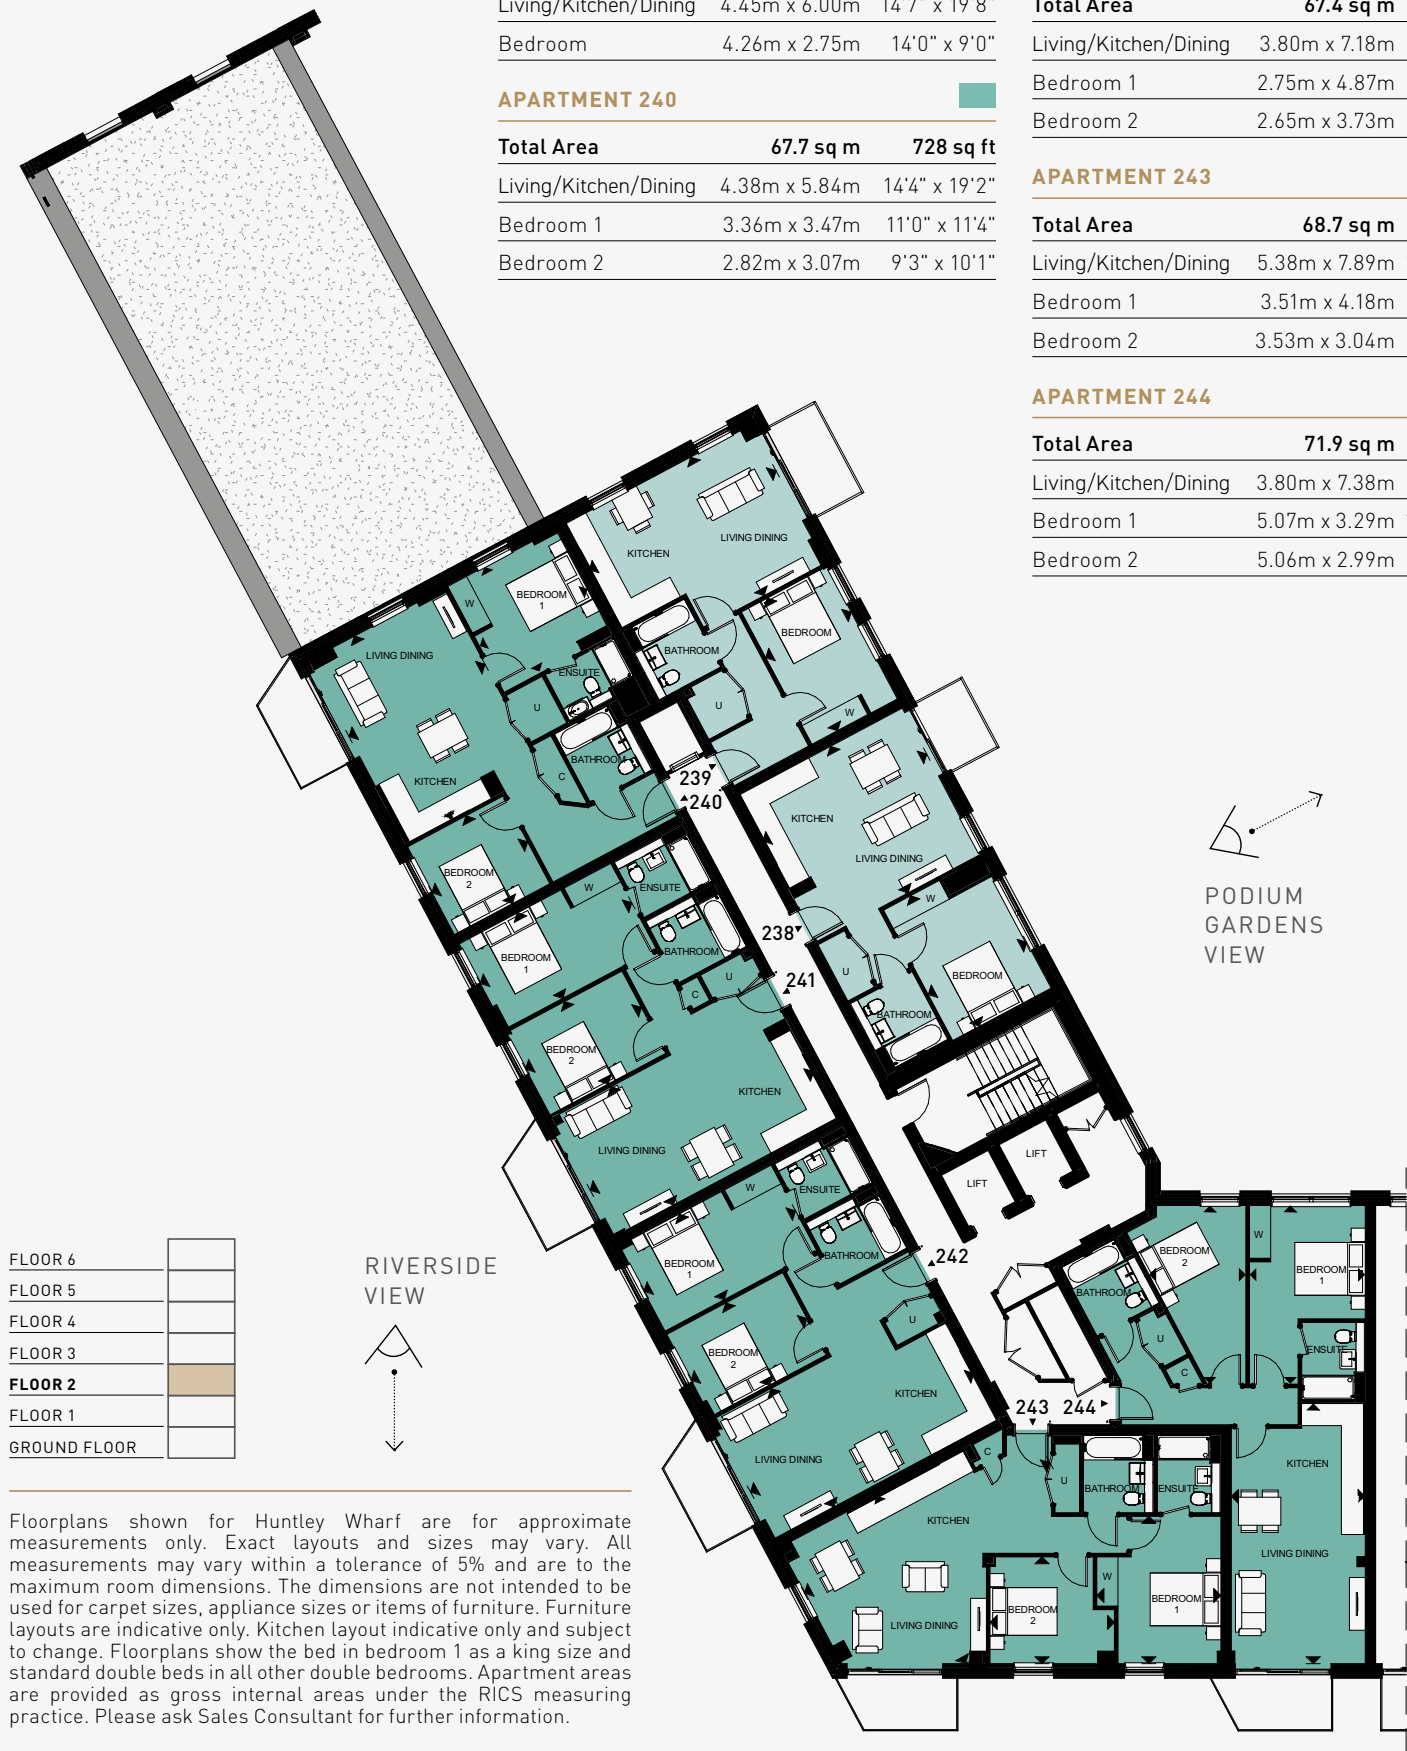 Living/Kitchen/Dining 4.45m x 6.00m 14'7" x 19'8"
Bedroom 4.26m x 2.75m 14'0" x 9'0"
APARTMENT 240
Total Area 67.7 sq m 728 sq ft
Living/Kitchen/Dining 4.38m x 5.84m 14'4" x 19'2"
Bedroom 1 3.36m x 3.47m 11'0" x 11'4"
Bedroom 2 2.82m x 3.07m 9'3" x 10'1"
Total Area 67.4 sq m
Living/Kitchen/Dining 3.80m x 7.18m
Bedroom 1 2.75m x 4.87m
Bedroom 2 2.65m x 3.73m
APARTMENT 243
Total Area 68.7 sq m
Living/Kitchen/Dining 5.38m x 7.89m
Bedroom 1 3.51m x 4.18m
Bedroom 2 3.53m x 3.04m
APARTMENT 244
Total Area 71.9 sq m
Living/Kitchen/Dining 3.80m x 7.38m
Bedroom 1 5.07m x 3.29m
Bedroom 2 5.06m x 2.99m
KITCHEN
LIVING DINING
BEDROOM
BATHROOM
U
W
BEDROOM
1
W
LIVING DINING
ENSUITE
U
BATHROOM
C
KITCHEN
BEDROOM
2
239
240
KITCHEN
LIVING DINING
W
BEDROOM
U
BATHROOM
238
241
W
ENSUITE
BEDROOM
1
BATHROOM
U
C
BEDROOM
2
KITCHEN
LIVING DINING
LIFT
LIFT
W
ENSUITE
BEDROOM
1
BATHROOM
242
U
BEDROOM
2
KITCHEN
LIVING DINING
243
244
BEDROOM
2
W
BEDROOM
1
BATHROOM
U
C
ENSUITE
KITCHEN
LIVING DINING
C
U
BATHROOM
ENSUITE
KITCHEN
W
BEDROOM
2
BEDROOM
1
LIVING DINING
PODIUM
GARDENS
VIEW
RIVERSIDE
VIEW
FLOOR 6
FLOOR 5
FLOOR 4
FLOOR 3
FLOOR 2
FLOOR 1
GROUND FLOOR
Floorplans shown for Huntley Wharf are for approximate
measurements only. Exact layouts and sizes may vary. All
measurements may vary within a tolerance of 5% and are to the
maximum room dimensions. The dimensions are not intended to be
used for carpet sizes, appliance sizes or items of furniture. Furniture
layouts are indicative only. Kitchen layout indicative only and subject
to change. Floorplans show the bed in bedroom 1 as a king size and
standard double beds in all other double bedrooms. Apartment areas
are provided as gross internal areas under the RICS measuring
practice. Please ask Sales Consultant for further information.